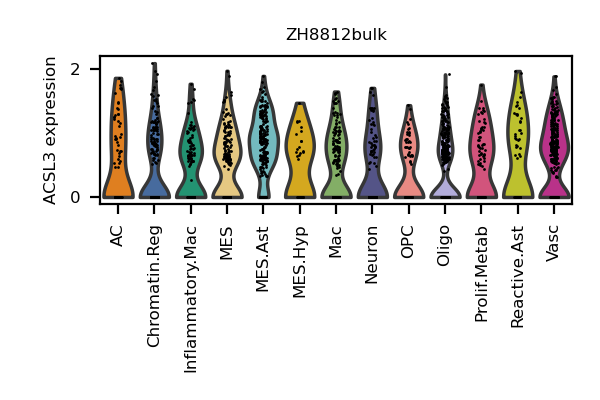 ZH8812bulk
ACSL3 expression
2
0
AC
Chromatin.Reg
Inflammatory.Mac
MES
MES.Ast
MES.Hyp
Mac
Neuron
OPC
Oligo
Prolif.Metab
Reactive.Ast
Vasc